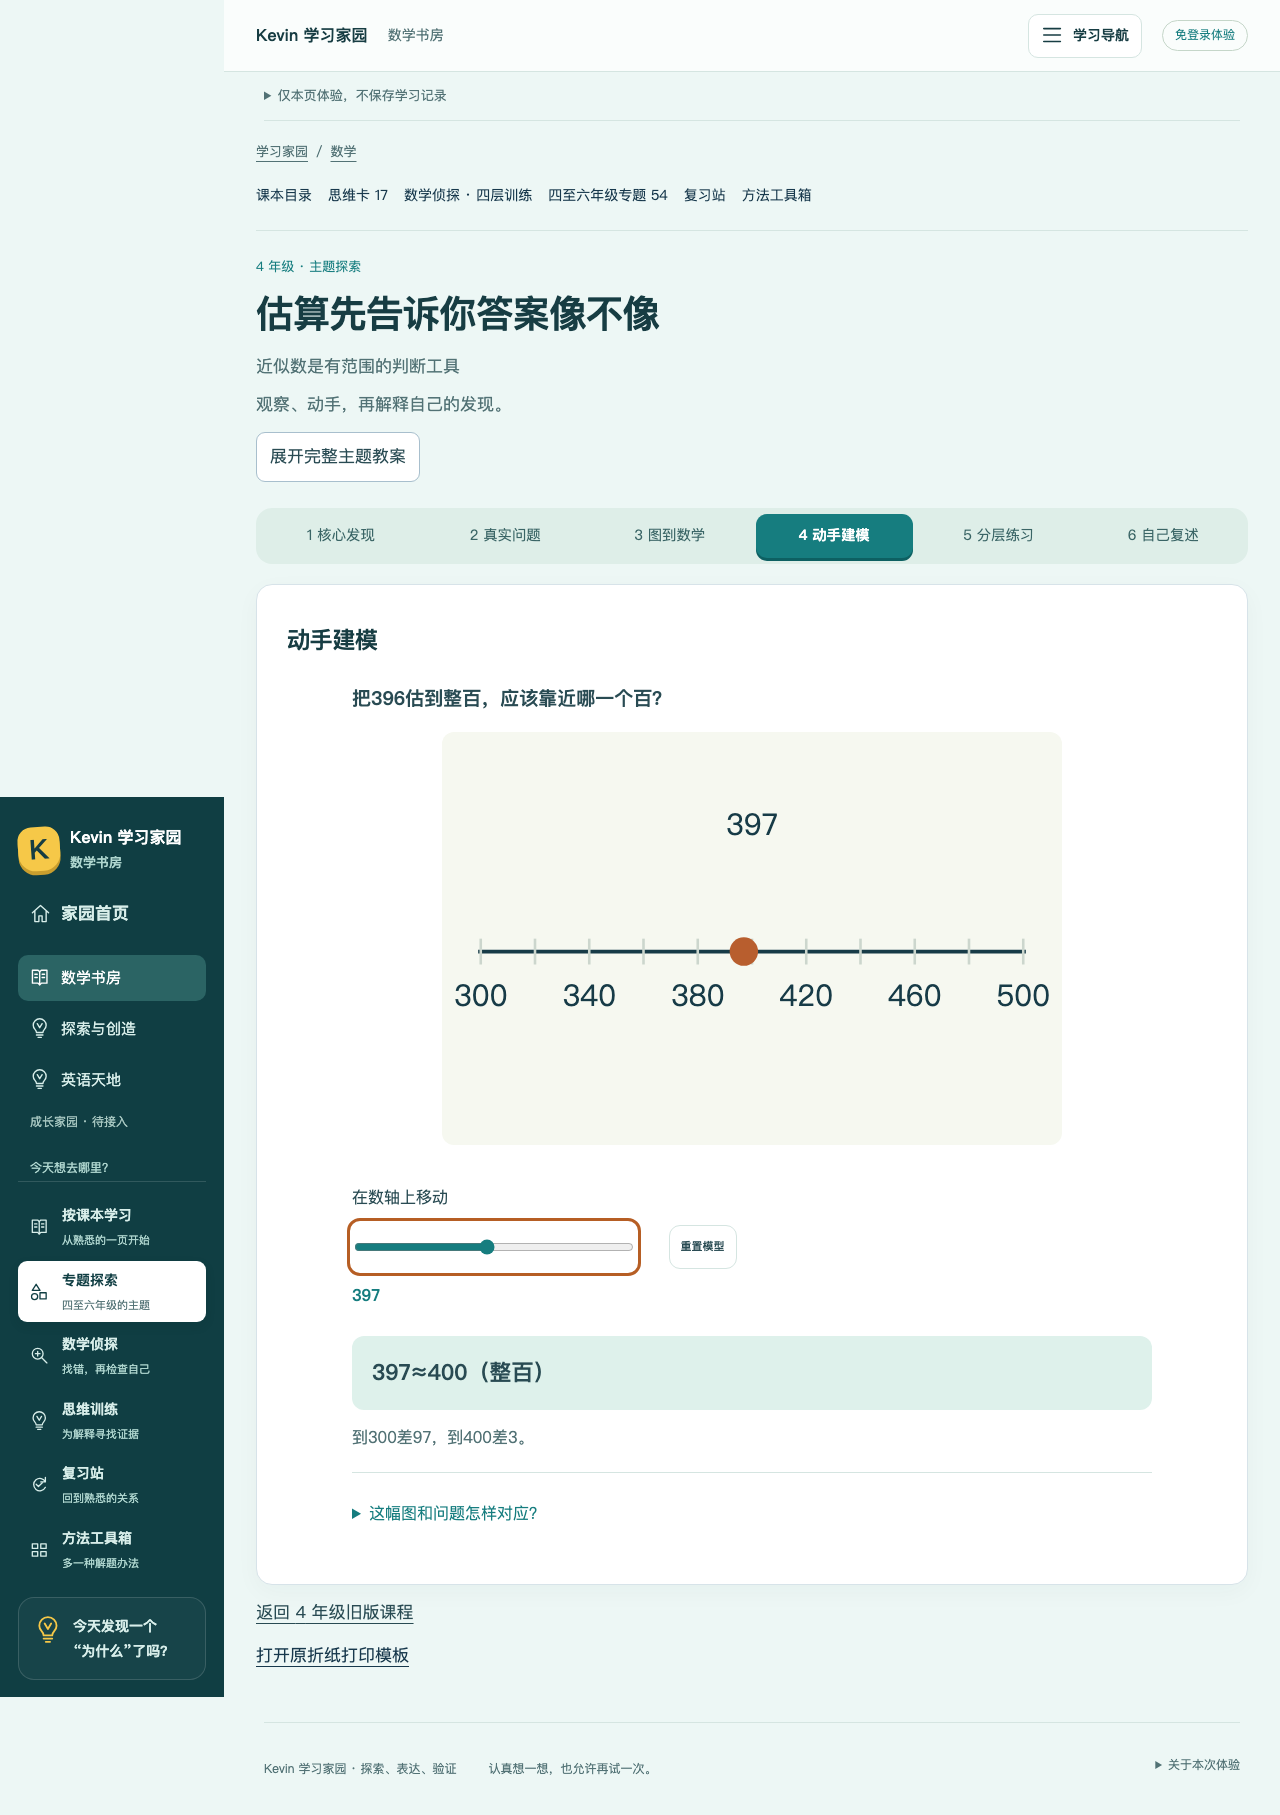 Kevin 学习家园
数学书房
学习导航
免登录体验
仅本页体验，不保存学习记录
学习家园 / 数学
课本目录 思维卡 17 数学侦探 · 四层训练 四至六年级专题 54 复习站 方法工具箱
4 年级 · 主题探索
估算先告诉你答案像不像
近似数是有范围的判断工具
观察、动手，再解释自己的发现。
展开完整主题教案
1 核心发现
2 真实问题
3 图到数学
4 动手建模
5 分层练习
6 自己复述
动手建模
把396估到整百，应该靠近哪一个百？
397
300 340 380 420 460 500
在数轴上移动
重置模型
397
397≈400（整百）
到300差97，到400差3。
这幅图和问题怎样对应？
返回 4 年级旧版课程
打开原折纸打印模板
K
Kevin 学习家园
数学书房
家园首页
数学书房
探索与创造
英语天地
成长家园 · 待接入
今天想去哪里？
按课本学习
从熟悉的一页开始
专题探索
四至六年级的主题
数学侦探
找错，再检查自己
思维训练
为解释寻找证据
复习站
回到熟悉的关系
方法工具箱
多一种解题办法
今天发现一个
“为什么”了吗？
Kevin 学习家园 · 探索、表达、验证
认真想一想，也允许再试一次。
关于本次体验